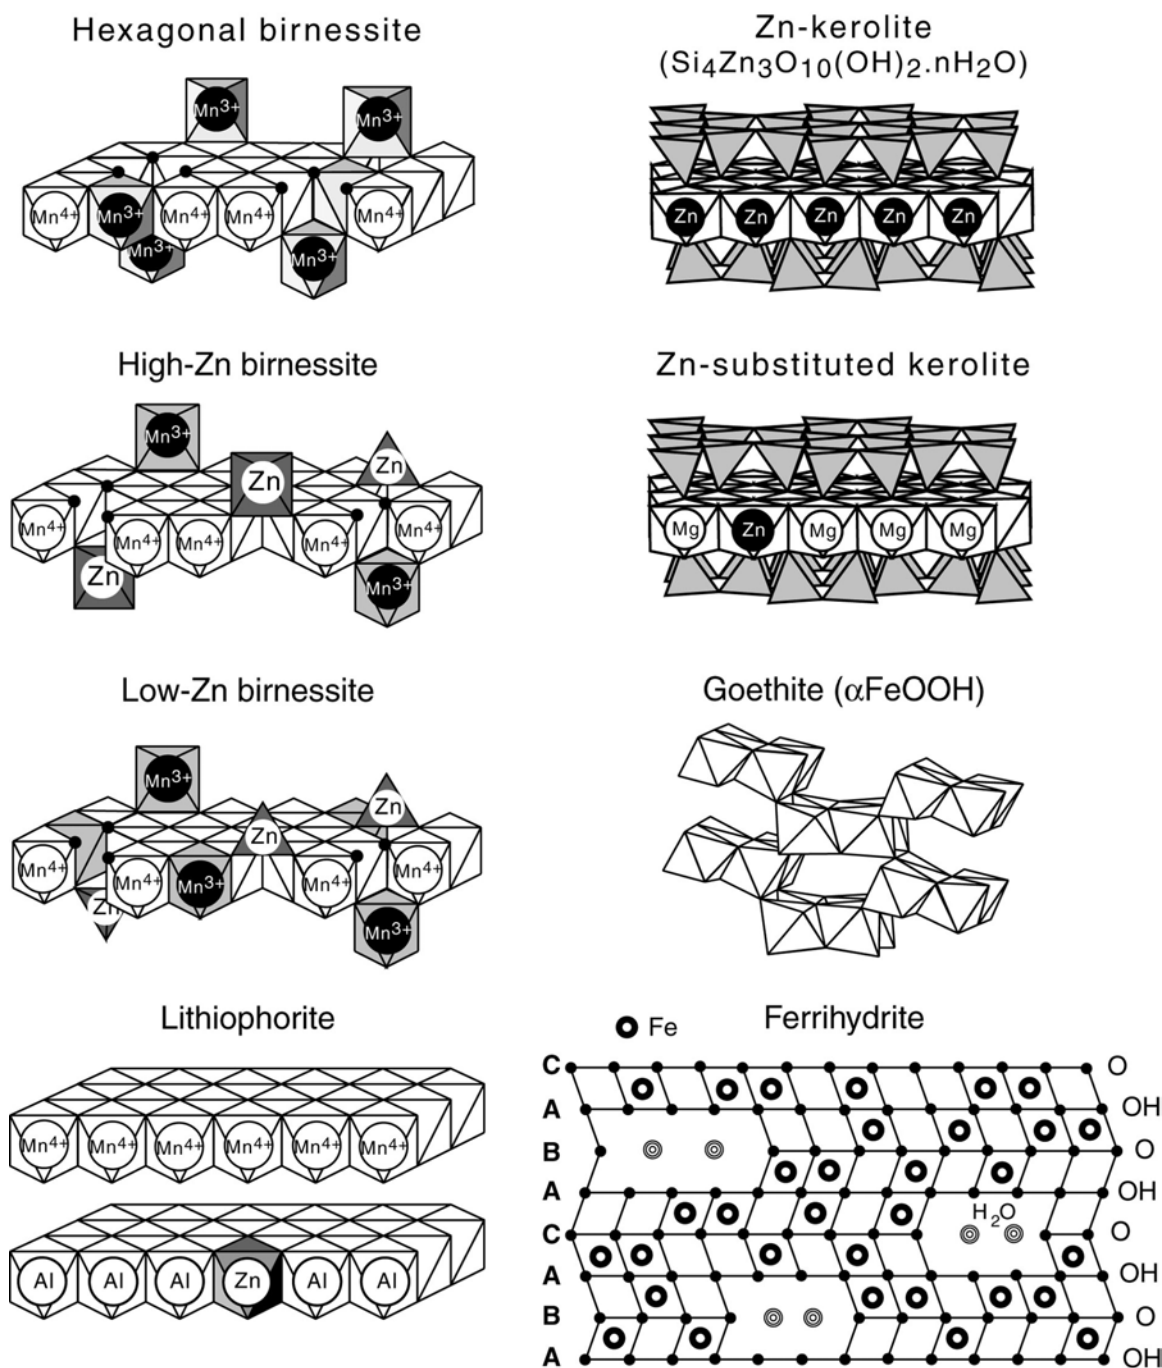 Hexagonal birnessite
Mn3+ Mn3+
Mn4+ Mn3+ Mn4+ Mn4+ Mn4+
Mn3+ Mn3+
Zn-kerolite
(Si4Zn3O10(OH)2.nH2O)
Zn Zn Zn Zn Zn
High-Zn birnessite
Mn3+
Zn Zn
Mn4+ Mn4+ Mn4+ Mn4+ Mn4+
Zn Mn3+
Zn-substituted kerolite
Mg Zn Mg Mg Mg
Low-Zn birnessite
Mn3+
Zn
Zn
Mn4+ Mn4+ Mn3+ Mn4+ Mn4+
Zn Mn3+
Goethite (αFeOOH)
Lithiophorite
Mn4+ Mn4+ Mn4+ Mn4+ Mn4+ Mn4+
Al Al Al Zn Al Al
Fe Ferrihydrite
C O
A OH
B O
A OH
H2O
C O
A OH
B O
A OH